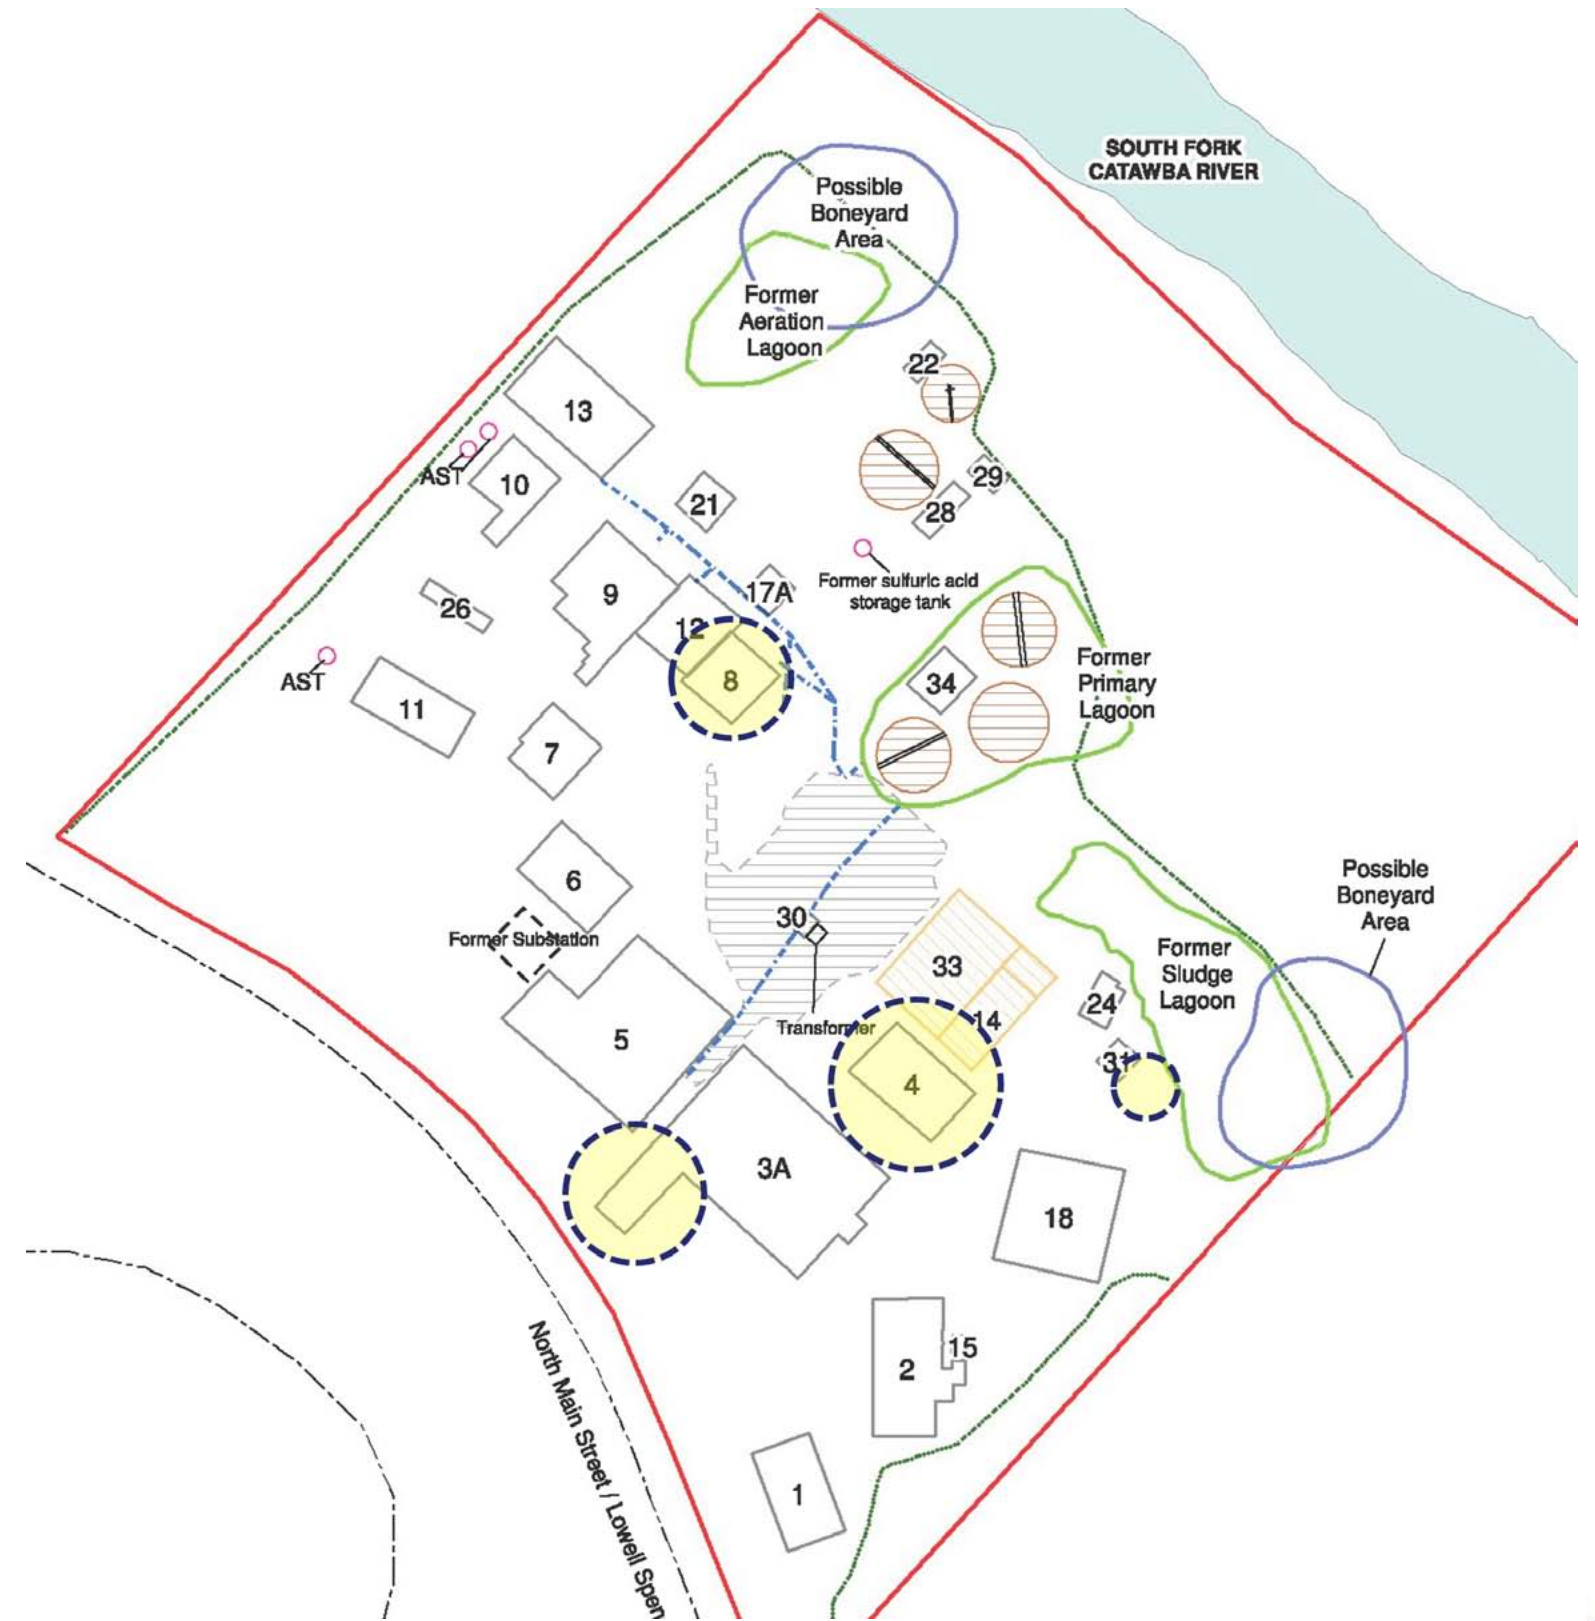 SOUTH FORK
CATAWBA RIVER
Possible
Boneyard
Area
Former
Aeration
Lagoon
22
13
AST
10
21
29
28
Former sulfuric acid
storage tank
9
17A
26
12
8
34
Former
Primary
Lagoon
AST
11
7
6
Possible
Boneyard
Area
30
Former Substation
33
Former
Sludge
Lagoon
24
14
Transformer
5
31
4
3A
18
15
2
1
North Main Street / Lowell Spen